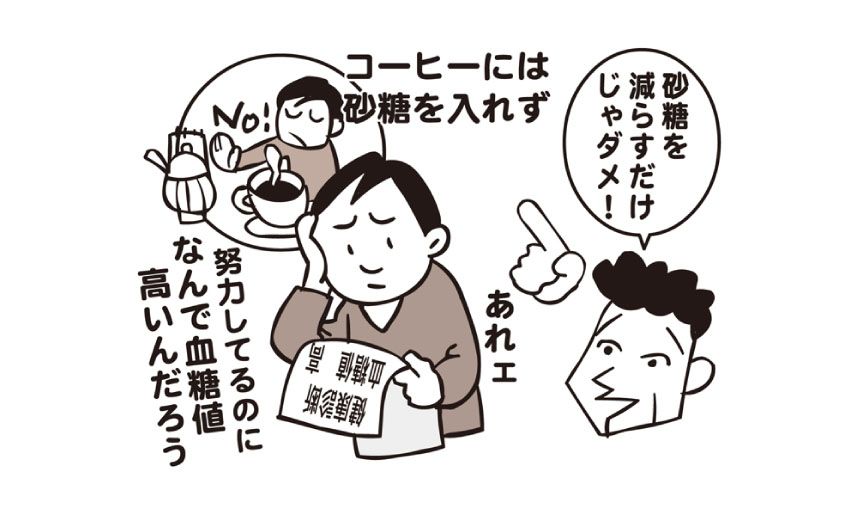 コーヒーには
砂糖を入れず
No!
砂糖を
減らすだけ
じゃダメ！
努力してるのに
なんで血糖値
高いんだろう
あれェ
健康診断
血糖値
高